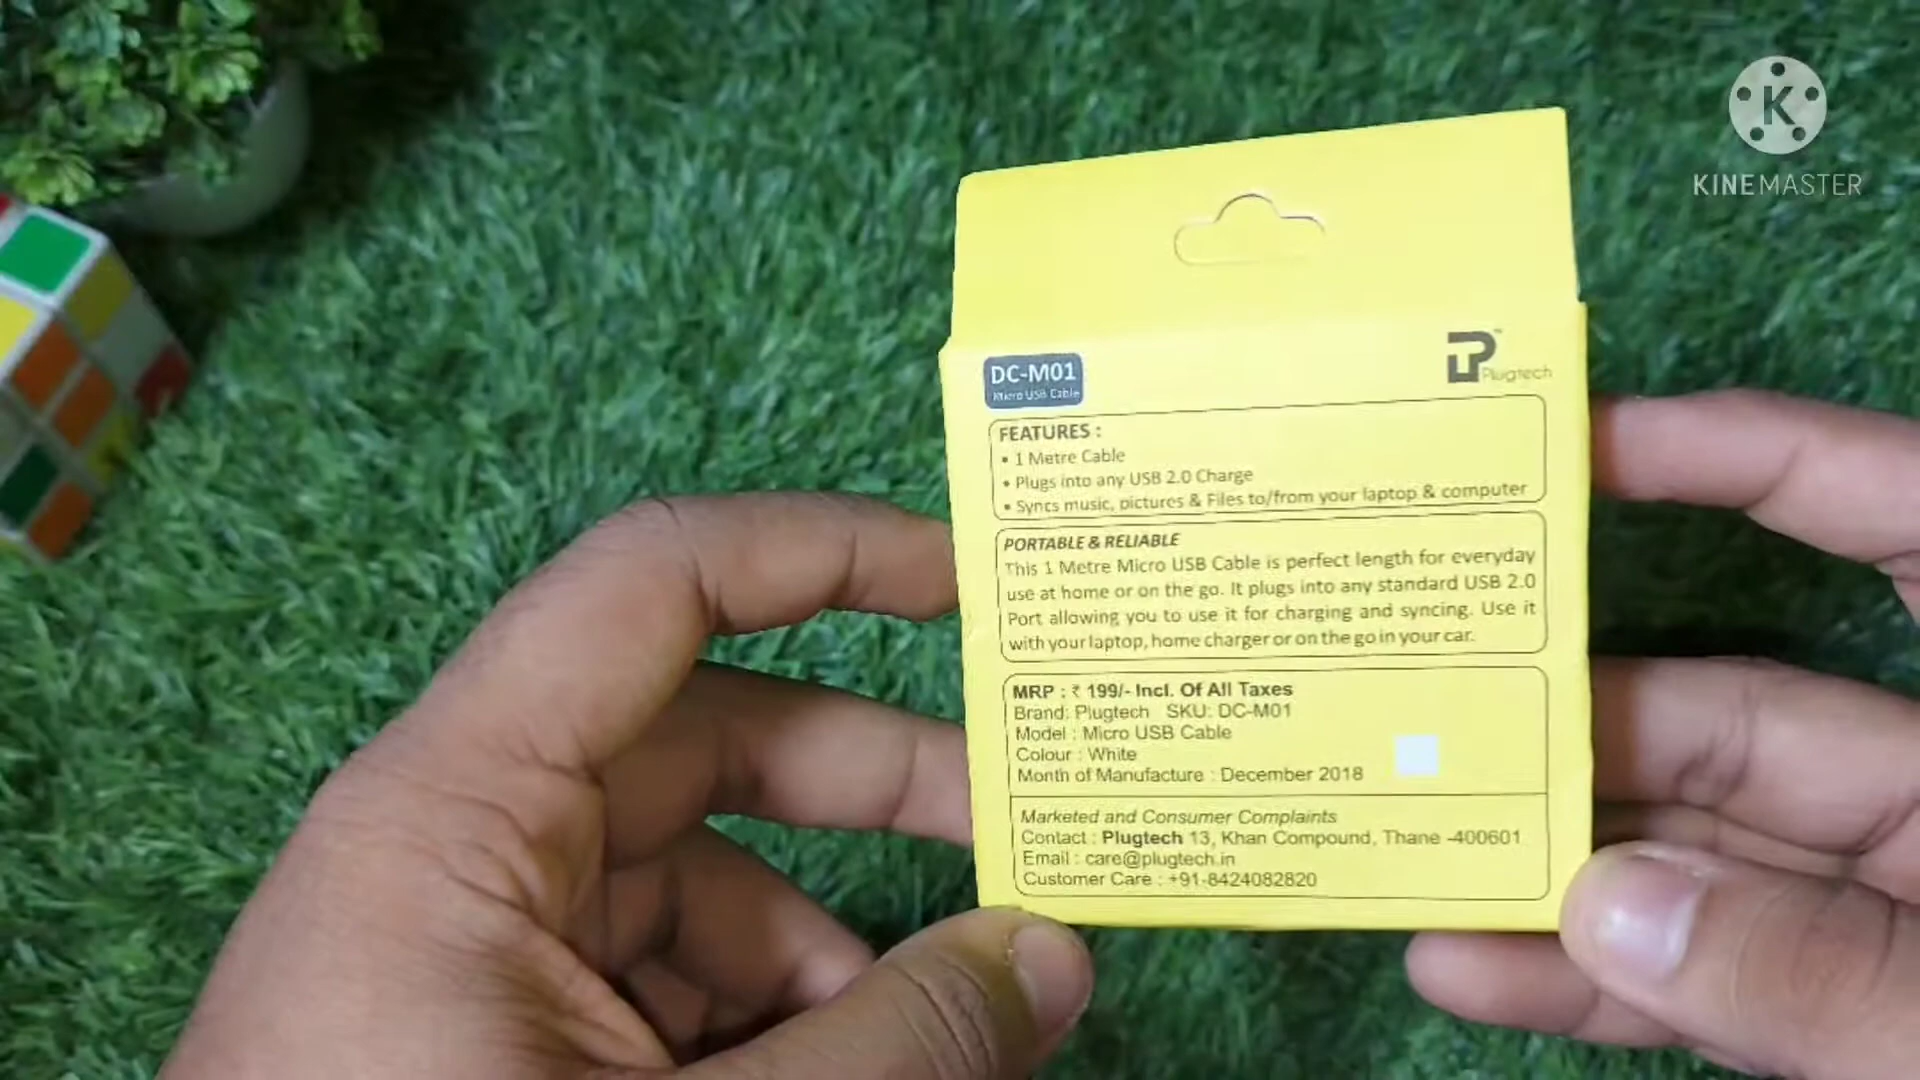 K
KINEMASTER
DC-M01
Micro USB Cable
Plugtech
FEATURES :
• 1 Metre Cable
• Plugs into any USB 2.0 Charge
• Syncs music, pictures & Files to/from your laptop & computer
PORTABLE & RELIABLE
This 1 Metre Micro USB Cable is perfect length for everyday
use at home or on the go. It plugs into any standard USB 2.0
Port allowing you to use it for charging and syncing. Use it
with your laptop, home charger or on the go in your car.
MRP : ₹ 199/- Incl. Of All Taxes
Brand: Plugtech SKU: DC-M01
Model : Micro USB Cable
Colour : White
Month of Manufacture : December 2018
Marketed and Consumer Complaints
Contact : Plugtech 13, Khan Compound, Thane -400601
Email : care@plugtech.in
Customer Care : +91-8424082820